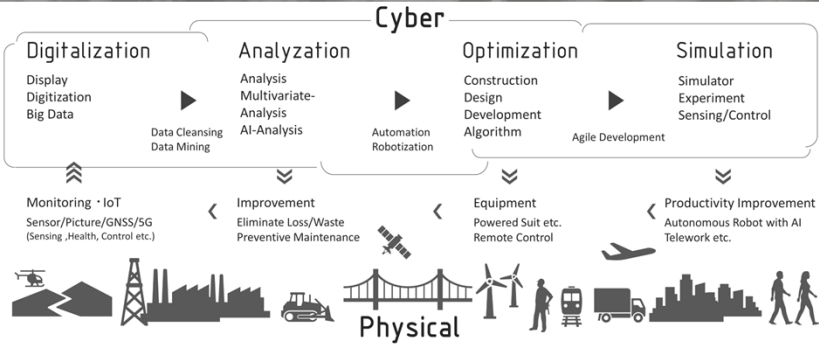 Cyber
Digitalization
Display
Digitization
Big Data
Data Cleansing
Data Mining
Analyzation
Analysis
Multivariate-
Analysis
AI-Analysis
Automation
Robotization
Optimization
Construction
Design
Development
Algorithm
Agile Development
Simulation
Simulator
Experiment
Sensing/Control
Monitoring ・IoT
Sensor/Picture/GNSS/5G
(Sensing ,Health, Control etc.)
Improvement
Eliminate Loss/Waste
Preventive Maintenance
Equipment
Powered Suit etc.
Remote Control
Productivity Improvement
Autonomous Robot with AI
Telework etc.
Physical